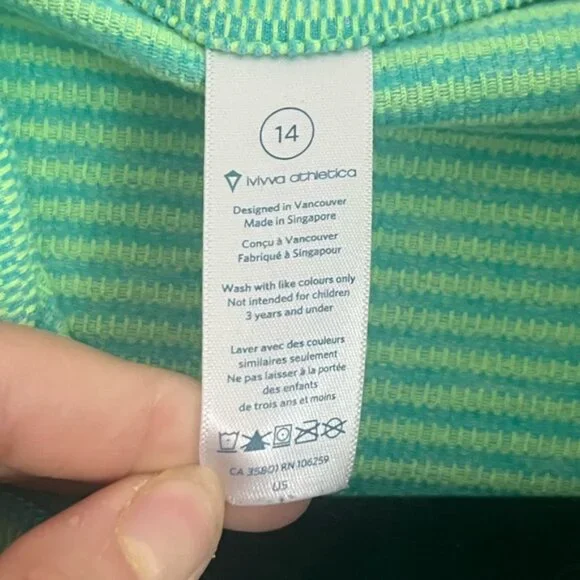 14
ivivva athletica
Designed in Vancouver
Made in Singapore
Conçu à Vancouver
Fabriqué à Singapour
Wash with like colours only
Not intended for children
3 years and under
Laver avec des couleurs
similaires seulement
Ne pas laisser à la portée
des enfants
de trois ans et moins
CA 35801 RN 106259
US